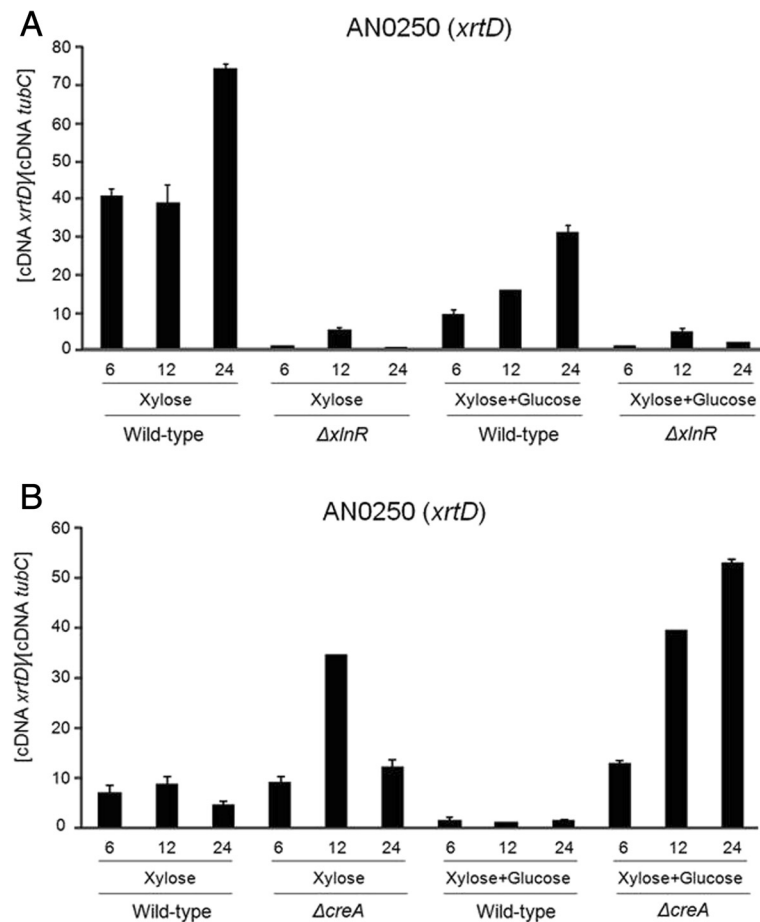 A
AN0250 (xrtD)
[cDNA xrtD]/[cDNA tubC]
80
70
60
50
40
30
20
10
0
6 12 24 6 12 24 6 12 24 6 12 24
Xylose Xylose Xylose+Glucose Xylose+Glucose
Wild-type ΔxlnR Wild-type ΔxlnR
B
AN0250 (xrtD)
[cDNA xrtD]/[cDNA tubC]
60
50
40
30
20
10
0
6 12 24 6 12 24 6 12 24 6 12 24
Xylose Xylose Xylose+Glucose Xylose+Glucose
Wild-type ΔcreA Wild-type ΔcreA